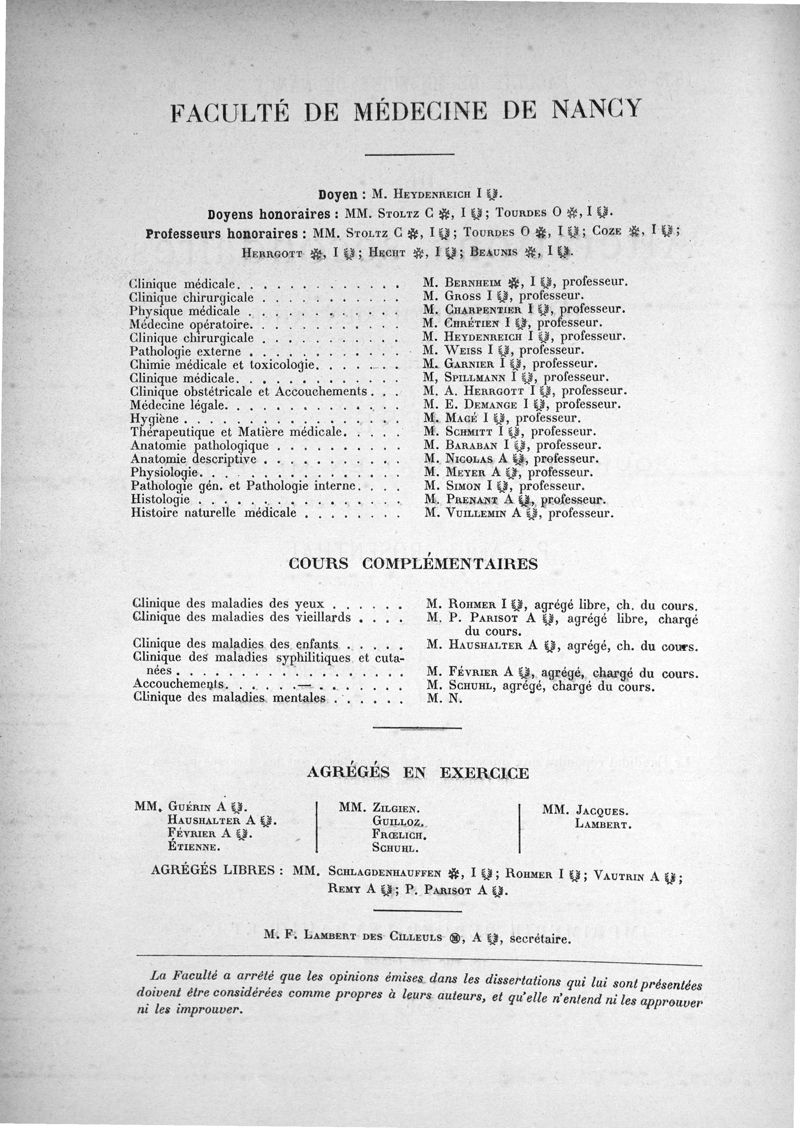 FACULTÉ DE MÉDECINE DE NANCY
Doyen : M. HEYDENREICH I.
Doyens honoraires : MM. STOLTZ C, I; TOURDES O, I.
Professeurs honoraires : MM. STOLTZ C, I; TOURDES O, I; COZE, I;
HERRGOTT, I; HECHT, I; BEAUNIS, I.
Clinique médicale. . . . . . . . . . . . . M. BERNHEIM, I, professeur.
Clinique chirurgicale . . . . . . . . . . . M. GROSS I, professeur.
Physique médicale . . . . . . . . . . . . M. CHARPENTIER I, professeur.
Médecine opératoire. . . . . . . . . . . . M. CHRÉTIEN I, professeur.
Clinique chirurgicale . . . . . . . . . . . M. HEYDENREICH I, professeur.
Pathologie externe . . . . . . . . . . . . M. WEISS I, professeur.
Chimie médicale et toxicologie. . . . . . . M. GARNIER I, professeur.
Clinique médicale. . . . . . . . . . . . . M, SPILLMANN I, professeur.
Clinique obstétricale et Accouchements . . . M. A. HERRGOTT I, professeur.
Médecine légale. . . . . . . . . . . . . . M. E. DEMANGE I, professeur.
Hygiène . . . . . . . . . . . . . . . . . M. MACÉ I, professeur.
Thérapeutique et Matière médicale. . . . . M. SCHMITT I, professeur.
Anatomie pathologique . . . . . . . . . . M. BARABAN I, professeur.
Anatomie descriptive . . . . . . . . . . . M. NICOLAS A, professeur.
Physiologie. . . . . . . . . . . . . . . . M. MEYER A, professeur.
Pathologie gén. et Pathologie interne. . . . M. SIMON I, professeur.
Histologie . . . . . . . . . . . . . . . . M. PRENANT A, professeur.
Histoire naturelle médicale . . . . . . . . M. VUILLEMIN A, professeur.
COURS COMPLÉMENTAIRES
Clinique des maladies des yeux . . . . . . M. ROHMER I, agrégé libre, ch. du cours.
Clinique des maladies des vieillards . . . . M. P. PARISOT A, agrégé libre, chargé
du cours.
Clinique des maladies des enfants . . . . . M. HAUSHALTER A, agrégé, ch. du cours.
Clinique des maladies syphilitiques et cuta-
nées . . . . . . . . . . . . . . . . . . M. FÉVRIER A, agrégé, chargé du cours.
Accouchements. . . . . . — . . . . . . . M. SCHUHL, agrégé, chargé du cours.
Clinique des maladies mentales . . . . . . M. N.
AGRÉGÉS EN EXERCICE
MM. GUÉRIN A.
HAUSHALTER A.
FÉVRIER A.
ÉTIENNE.
MM. ZILGIEN.
GUILLOZ.
FRŒLICH.
SCHUHL.
MM. JACQUES.
LAMBERT.
AGRÉGÉS LIBRES : MM. SCHLAGDENHAUFFEN, I; ROHMER I; VAUTRIN A;
REMY A; P. PARISOT A.
M. F. LAMBERT DES CILLEULS, A, secrétaire.
La Faculté a arrêté que les opinions émises dans les dissertations qui lui sont présentées
doivent être considérées comme propres à leurs auteurs, et qu'elle n'entend ni les approuver
ni les improuver.